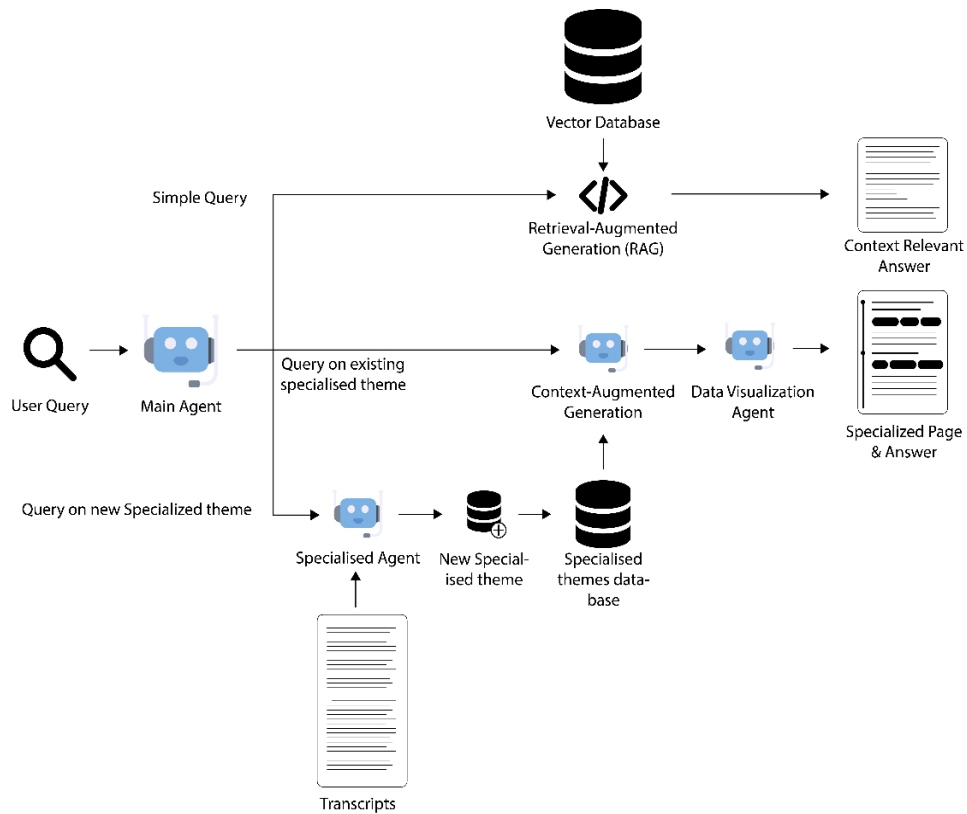 Vector Database
Simple Query
Retrieval-Augmented
Generation (RAG)
Context Relevant
Answer
User Query
Main Agent
Query on existing
specialised theme
Context-Augmented
Generation
Data Visualization
Agent
Specialized Page
& Answer
Query on new Specialized theme
Specialised Agent
New Special-
ised theme
Specialised
themes data-
base
Transcripts